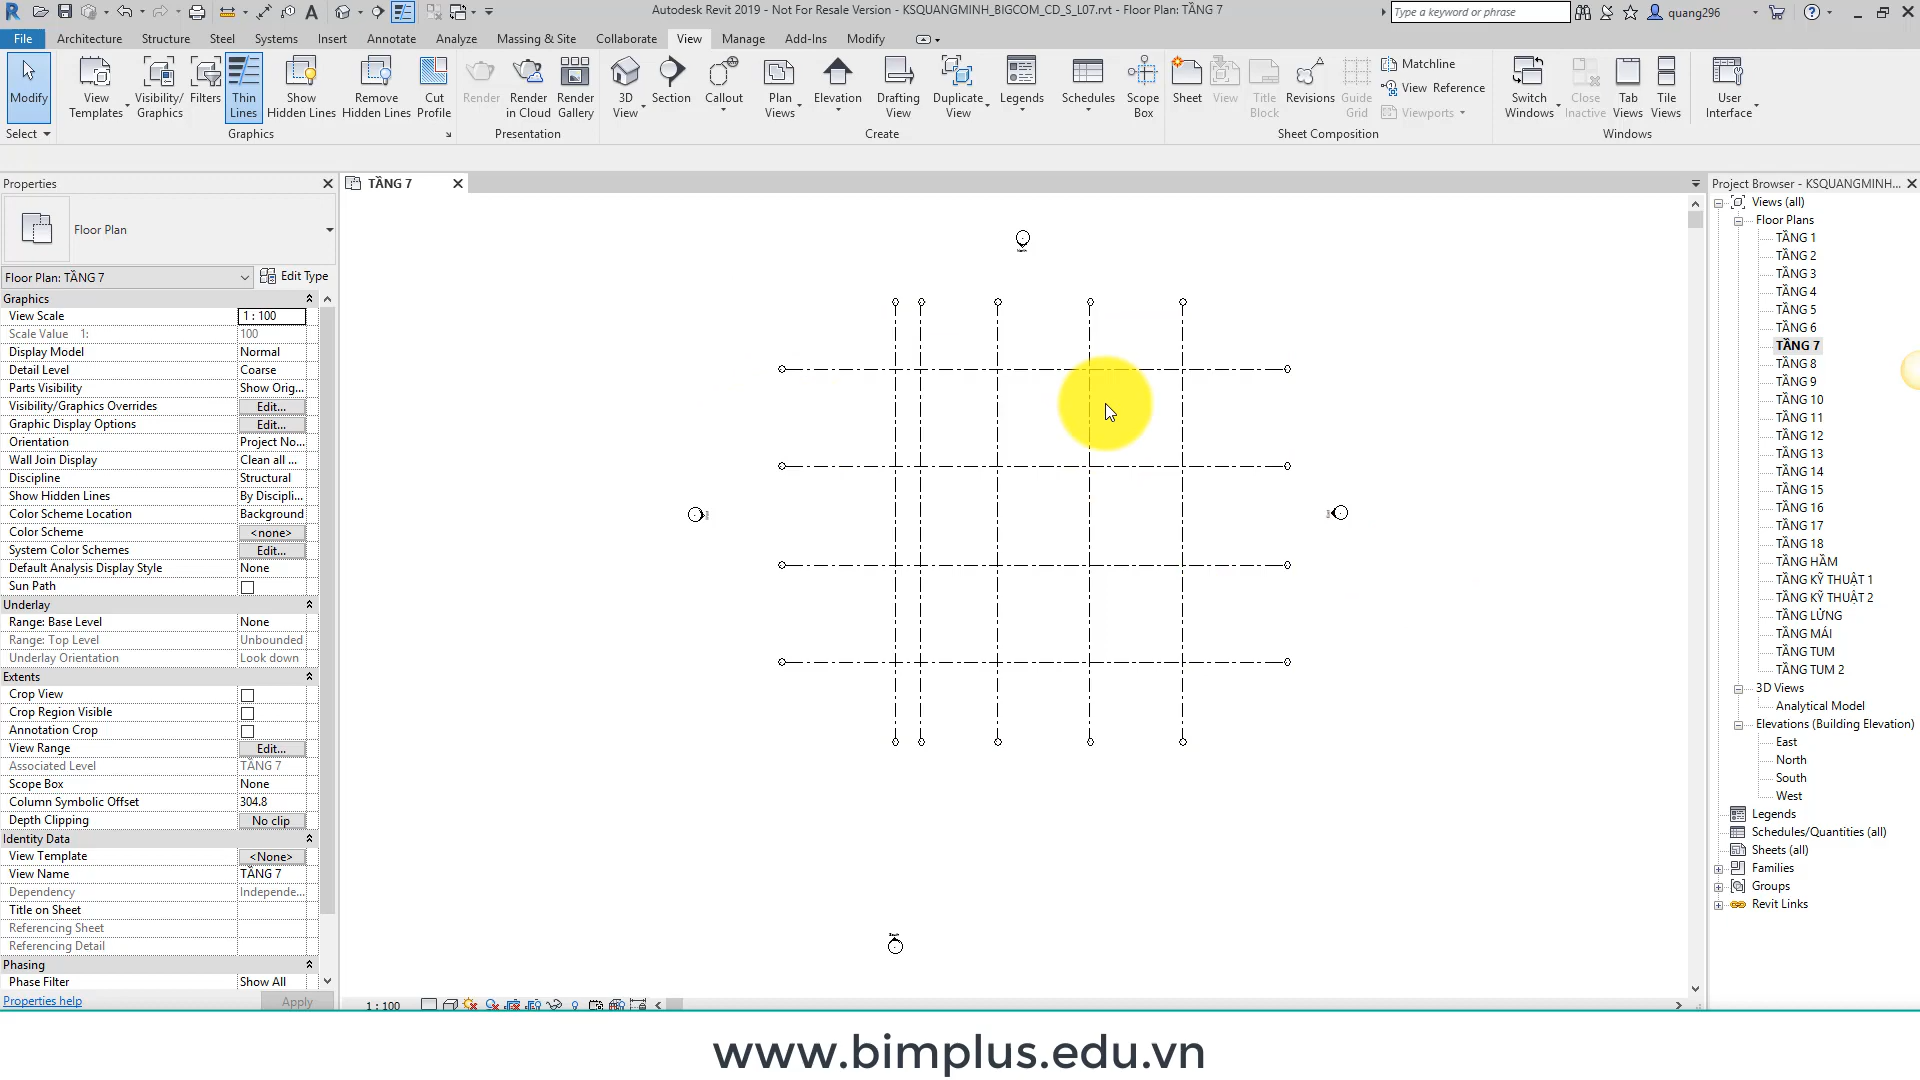 Autodesk Revit 2019 - Not For Resale Version - KSQUANGMINH_BIGCOM_CD_S_L07.rvt - Floor Plan: TẦNG 7
Type a keyword or phrase
quang296
File Architecture Structure Steel Systems Insert Annotate Analyze Massing & Site Collaborate View Manage Add-Ins Modify
Modify
View Templates
Visibility/ Graphics
Filters
Thin Lines
Show Hidden Lines
Remove Hidden Lines
Cut Profile
Render
Render in Cloud
Render Gallery
3D View
Section
Callout
Plan Views
Elevation
Drafting View
Duplicate View
Legends
Schedules
Scope Box
Sheet
View
Title Block
Revisions
Guide Grid
Matchline
View Reference
Viewports
Switch Windows
Close Inactive
Tab Views
Tile Views
User Interface
Select
Graphics
Presentation
Create
Sheet Composition
Windows
Properties
Floor Plan
Floor Plan: TẦNG 7
Edit Type
Graphics
View Scale 1 : 100
Scale Value 1: 100
Display Model Normal
Detail Level Coarse
Parts Visibility Show Orig...
Visibility/Graphics Overrides Edit...
Graphic Display Options Edit...
Orientation Project No...
Wall Join Display Clean all ...
Discipline Structural
Show Hidden Lines By Discipli...
Color Scheme Location Background
Color Scheme <none>
System Color Schemes Edit...
Default Analysis Display Style None
Sun Path
Underlay
Range: Base Level None
Range: Top Level Unbounded
Underlay Orientation Look down
Extents
Crop View
Crop Region Visible
Annotation Crop
View Range Edit...
Associated Level TẦNG 7
Scope Box None
Column Symbolic Offset 304.8
Depth Clipping No clip
Identity Data
View Template <None>
View Name TẦNG 7
Dependency Independe...
Title on Sheet
Referencing Sheet
Referencing Detail
Phasing
Phase Filter Show All
Properties help
Apply
TẦNG 7
1 : 100
Project Browser - KSQUANGMINH...
Views (all)
Floor Plans
TẦNG 1
TẦNG 2
TẦNG 3
TẦNG 4
TẦNG 5
TẦNG 6
TẦNG 7
TẦNG 8
TẦNG 9
TẦNG 10
TẦNG 11
TẦNG 12
TẦNG 13
TẦNG 14
TẦNG 15
TẦNG 16
TẦNG 17
TẦNG 18
TẦNG HẦM
TẦNG KỸ THUẬT 1
TẦNG KỸ THUẬT 2
TẦNG LỬNG
TẦNG MÁI
TẦNG TUM
TẦNG TUM 2
3D Views
Analytical Model
Elevations (Building Elevation)
East
North
South
West
Legends
Schedules/Quantities (all)
Sheets (all)
Families
Groups
Revit Links
www.bimplus.edu.vn